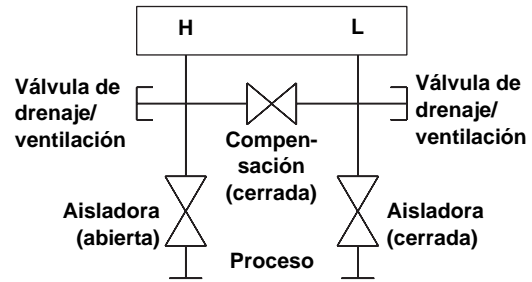 H
L
Válvula de
drenaje/
ventilación
Válvula de
drenaje/
ventilación
Compen-
sación
(cerrada)
Aisladora
(abierta)
Aisladora
(cerrada)
Proceso